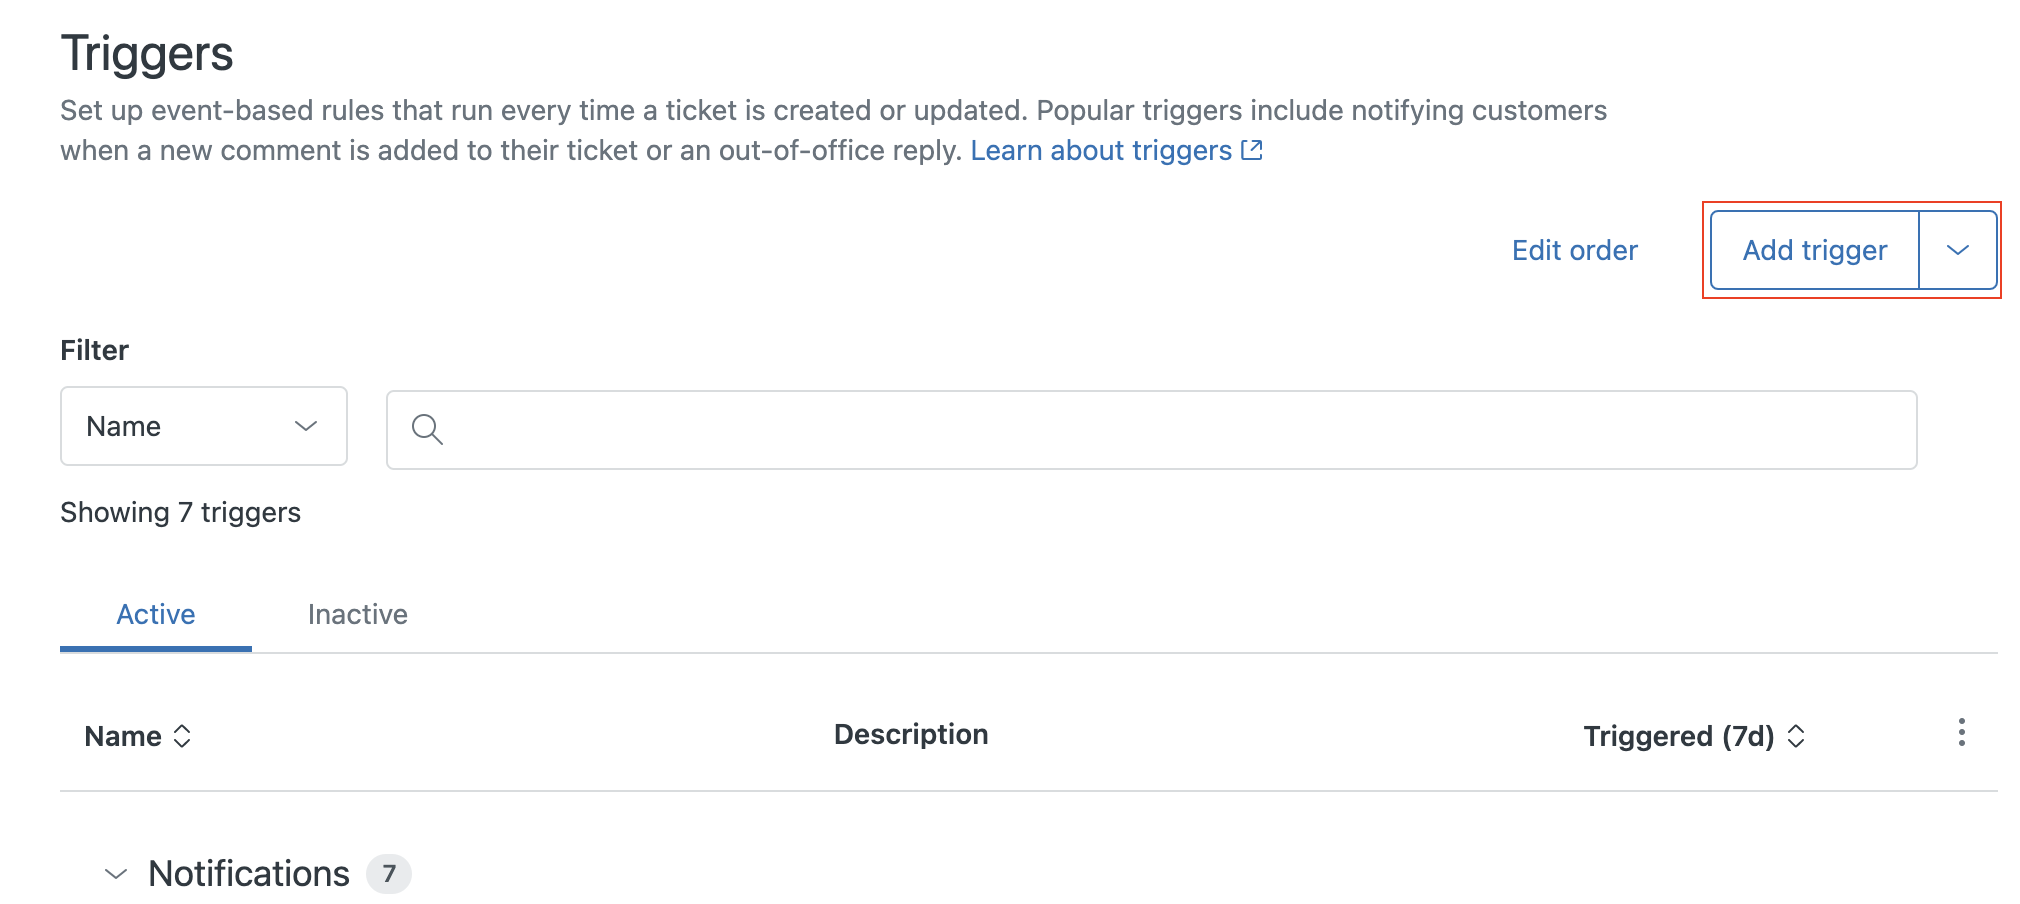 Triggers
Set up event-based rules that run every time a ticket is created or updated. Popular triggers include notifying customers
when a new comment is added to their ticket or an out-of-office reply. Learn about triggers
Edit order
Add trigger
Filter
Name
Showing 7 triggers
Active
Inactive
Name
Description
Triggered (7d)
Notifications 7